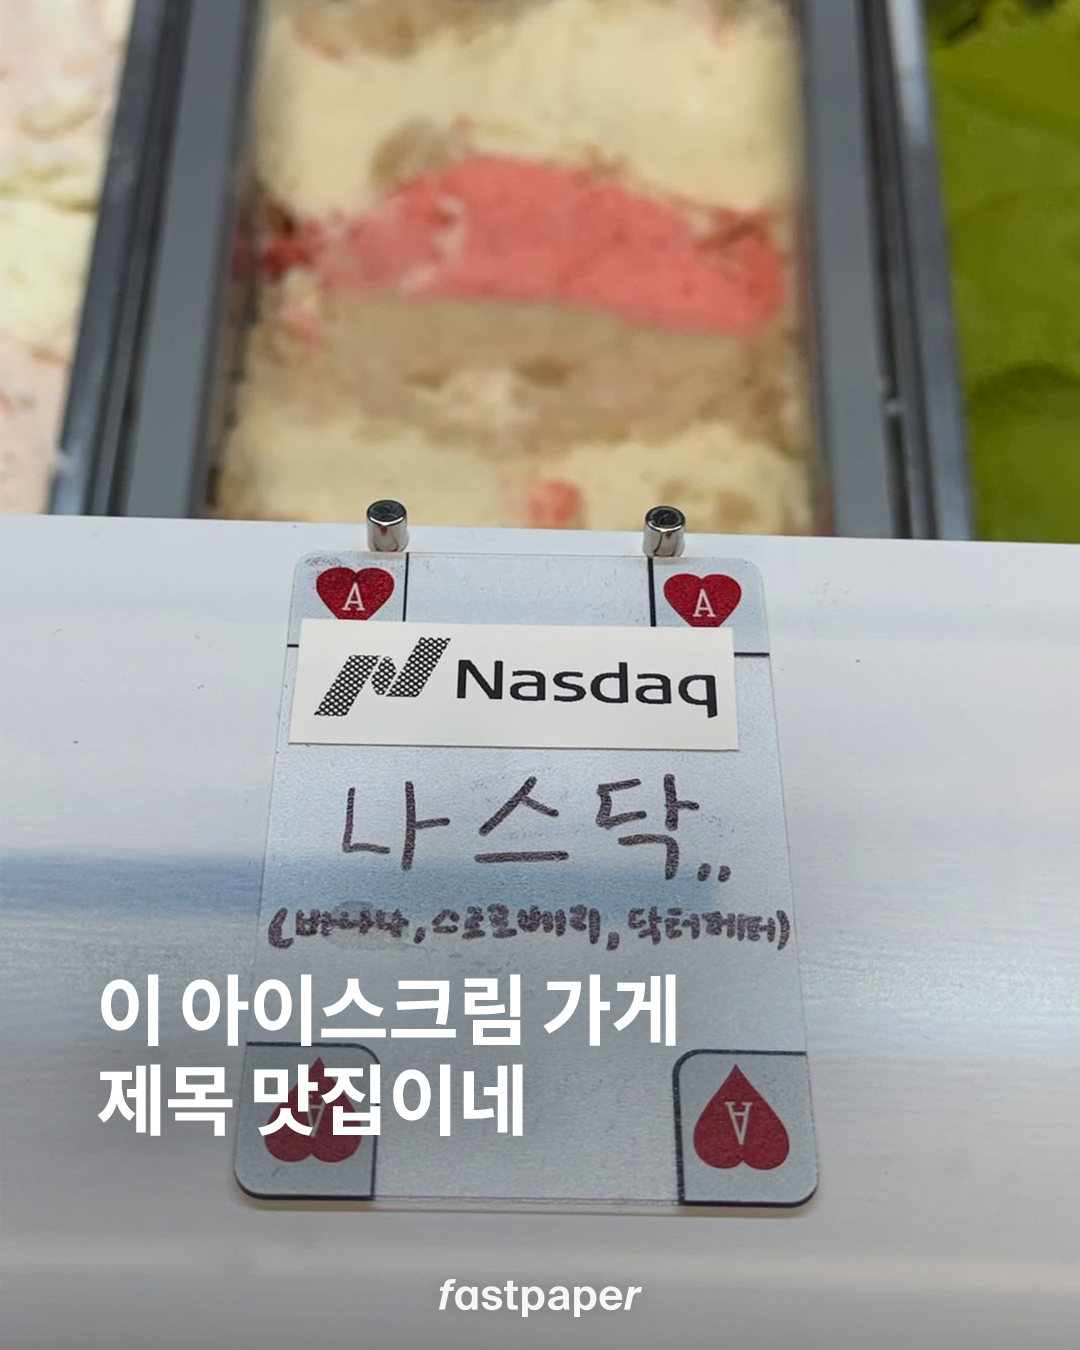 A A
Nasdaq
나스닥..
(바나나, 스트로베리, 닥터페퍼)
이 아이스크림 가게
제목 맛집이네
A A
fastpaper